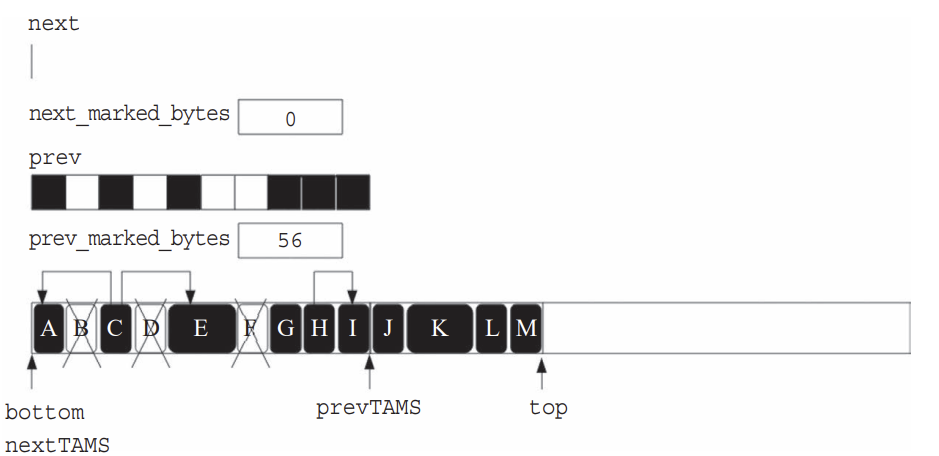 next
next_marked_bytes 0
prev
prev_marked_bytes 56
A B C D E F G H I J K L M
bottom prevTAMS top
nextTAMS